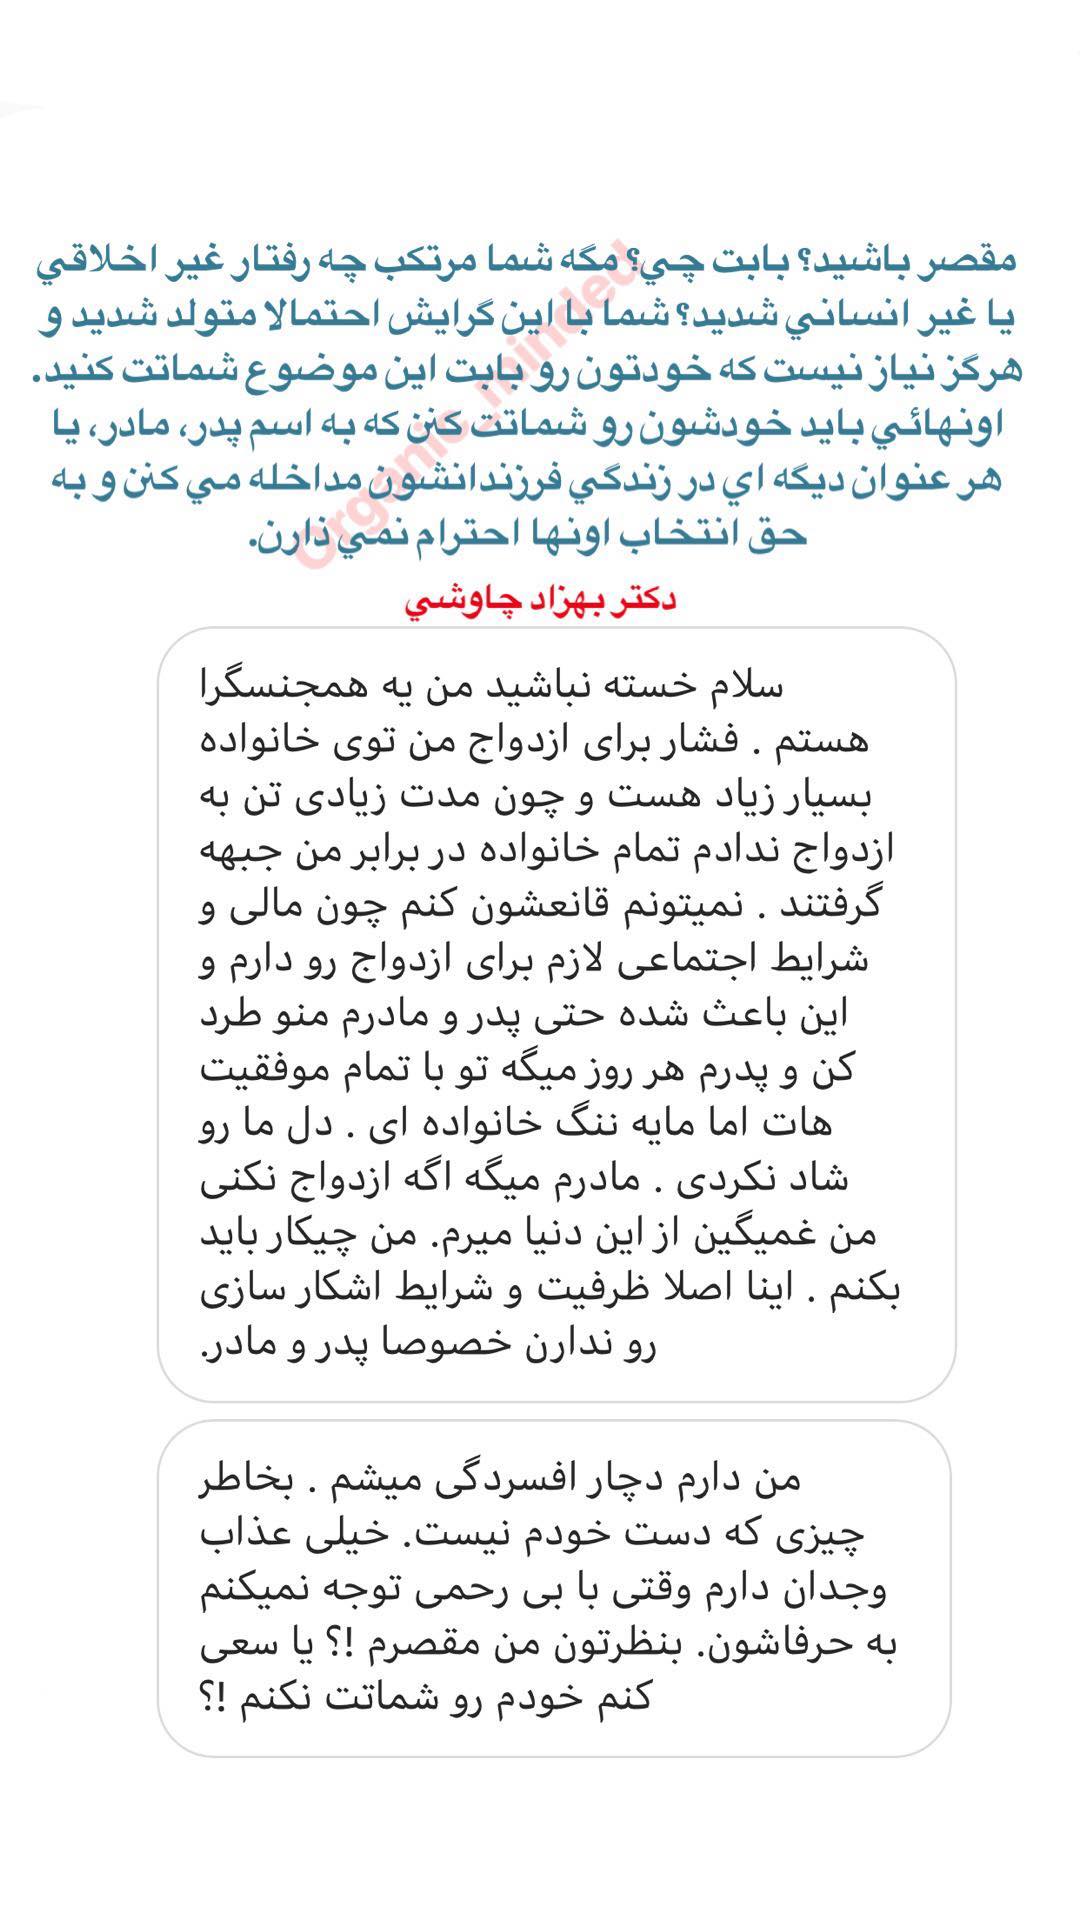 مقصر باشيد؟ بابت چي؟ مگه شما مرتكب چه رفتار غير اخلاقي
يا غير انساني شديد؟ شما با اين گرايش احتمالا متولد شديد و
هرگز نياز نيست كه خودتون رو بابت اين موضوع شماتت كنيد.
اونهائي بايد خودشون رو شماتت كنن كه به اسم پدر، مادر، يا
هر عنوان ديگه اي در زندگي فرزندانشون مداخله مي كنن و به
حق انتخاب اونها احترام نمي ذارن.
Organic_minded
دكتر بهزاد چاوشي
سلام خسته نباشید من یه همجنسگرا
هستم . فشار برای ازدواج من توی خانواده
بسیار زیاد هست و چون مدت زیادی تن به
ازدواج ندادم تمام خانواده در برابر من جبهه
گرفتند . نمیتونم قانعشون کنم چون مالی و
شرایط اجتماعی لازم برای ازدواج رو دارم و
این باعث شده حتی پدر و مادرم منو طرد
کن و پدرم هر روز میگه تو با تمام موفقیت
هات اما مایه ننگ خانواده ای . دل ما رو
شاد نکردی . مادرم میگه اگه ازدواج نکنی
من غمیگین از این دنیا میرم. من چیکار باید
بکنم . اینا اصلا ظرفیت و شرایط اشکار سازی
رو ندارن خصوصا پدر و مادر.
من دارم دچار افسردگی میشم . بخاطر
چیزی که دست خودم نیست. خیلی عذاب
وجدان دارم وقتی با بی رحمی توجه نمیکنم
به حرفاشون. بنظرتون من مقصرم !؟ یا سعی
کنم خودم رو شماتت نکنم !؟